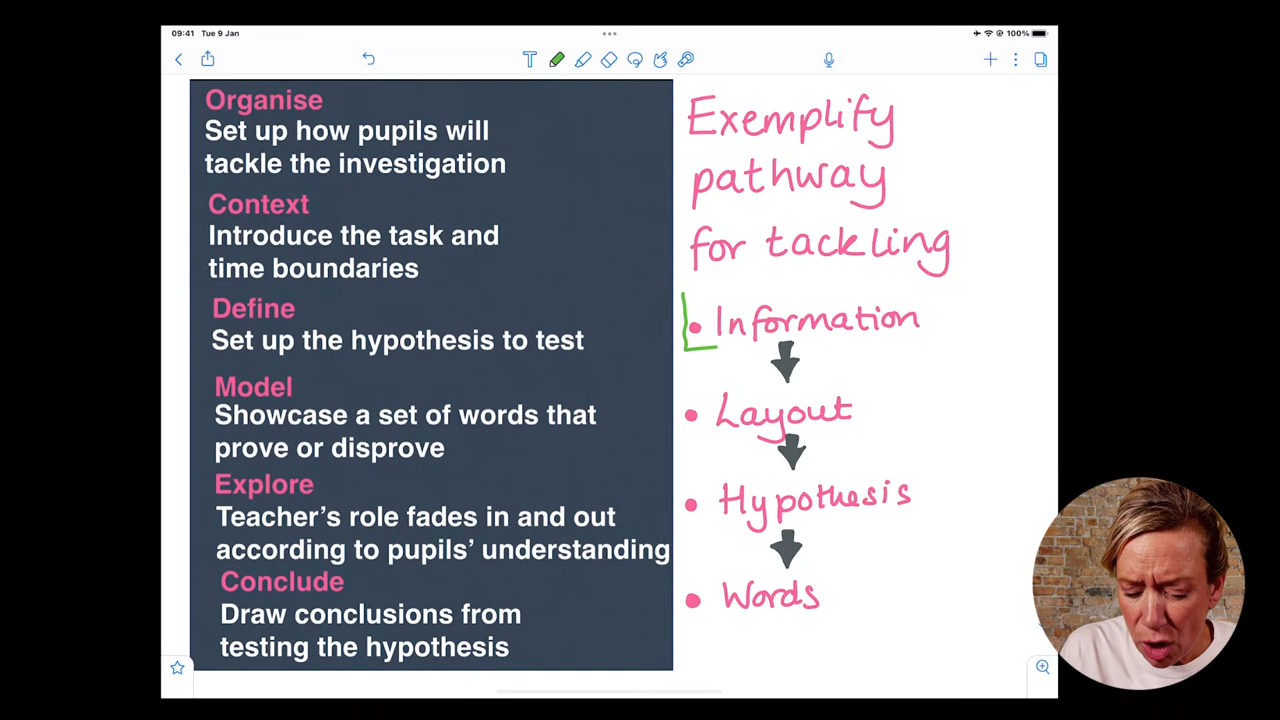 09:41 Tue 9 Jan
100%
Organise
Set up how pupils will
tackle the investigation
Context
Introduce the task and
time boundaries
Define
Set up the hypothesis to test
Model
Showcase a set of words that
prove or disprove
Explore
Teacher's role fades in and out
according to pupils' understanding
Conclude
Draw conclusions from
testing the hypothesis
Exemplify
pathway
for tackling
• Information
• Layout
• Hypothesis
• Words